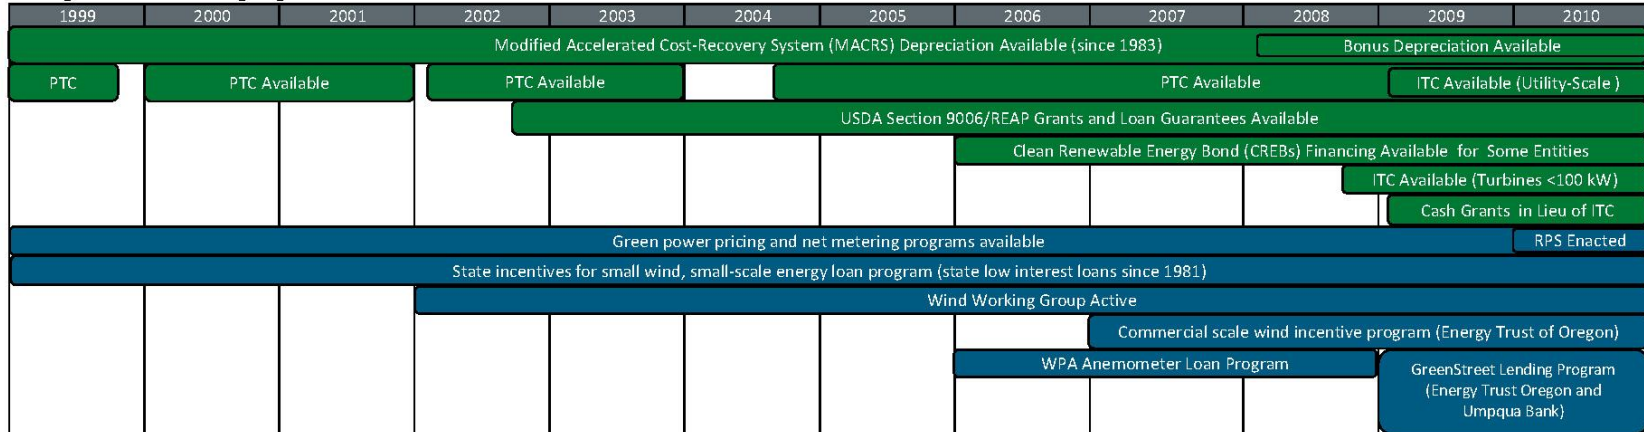 1999 2000 2001 2002 2003 2004 2005 2006 2007 2008 2009 2010
Modified Accelerated Cost-Recovery System (MACRS) Depreciation Available (since 1983) Bonus Depreciation Available
PTC PTC Available PTC Available PTC Available ITC Available (Utility-Scale )
USDA Section 9006/REAP Grants and Loan Guarantees Available
Clean Renewable Energy Bond (CREBs) Financing Available for Some Entities
ITC Available (Turbines <100 kW)
Cash Grants in Lieu of ITC
Green power pricing and net metering programs available RPS Enacted
State incentives for small wind, small-scale energy loan program (state low interest loans since 1981)
Wind Working Group Active
Commercial scale wind incentive program (Energy Trust of Oregon)
WPA Anemometer Loan Program
GreenStreet Lending Program
(Energy Trust Oregon and
Umpqua Bank)